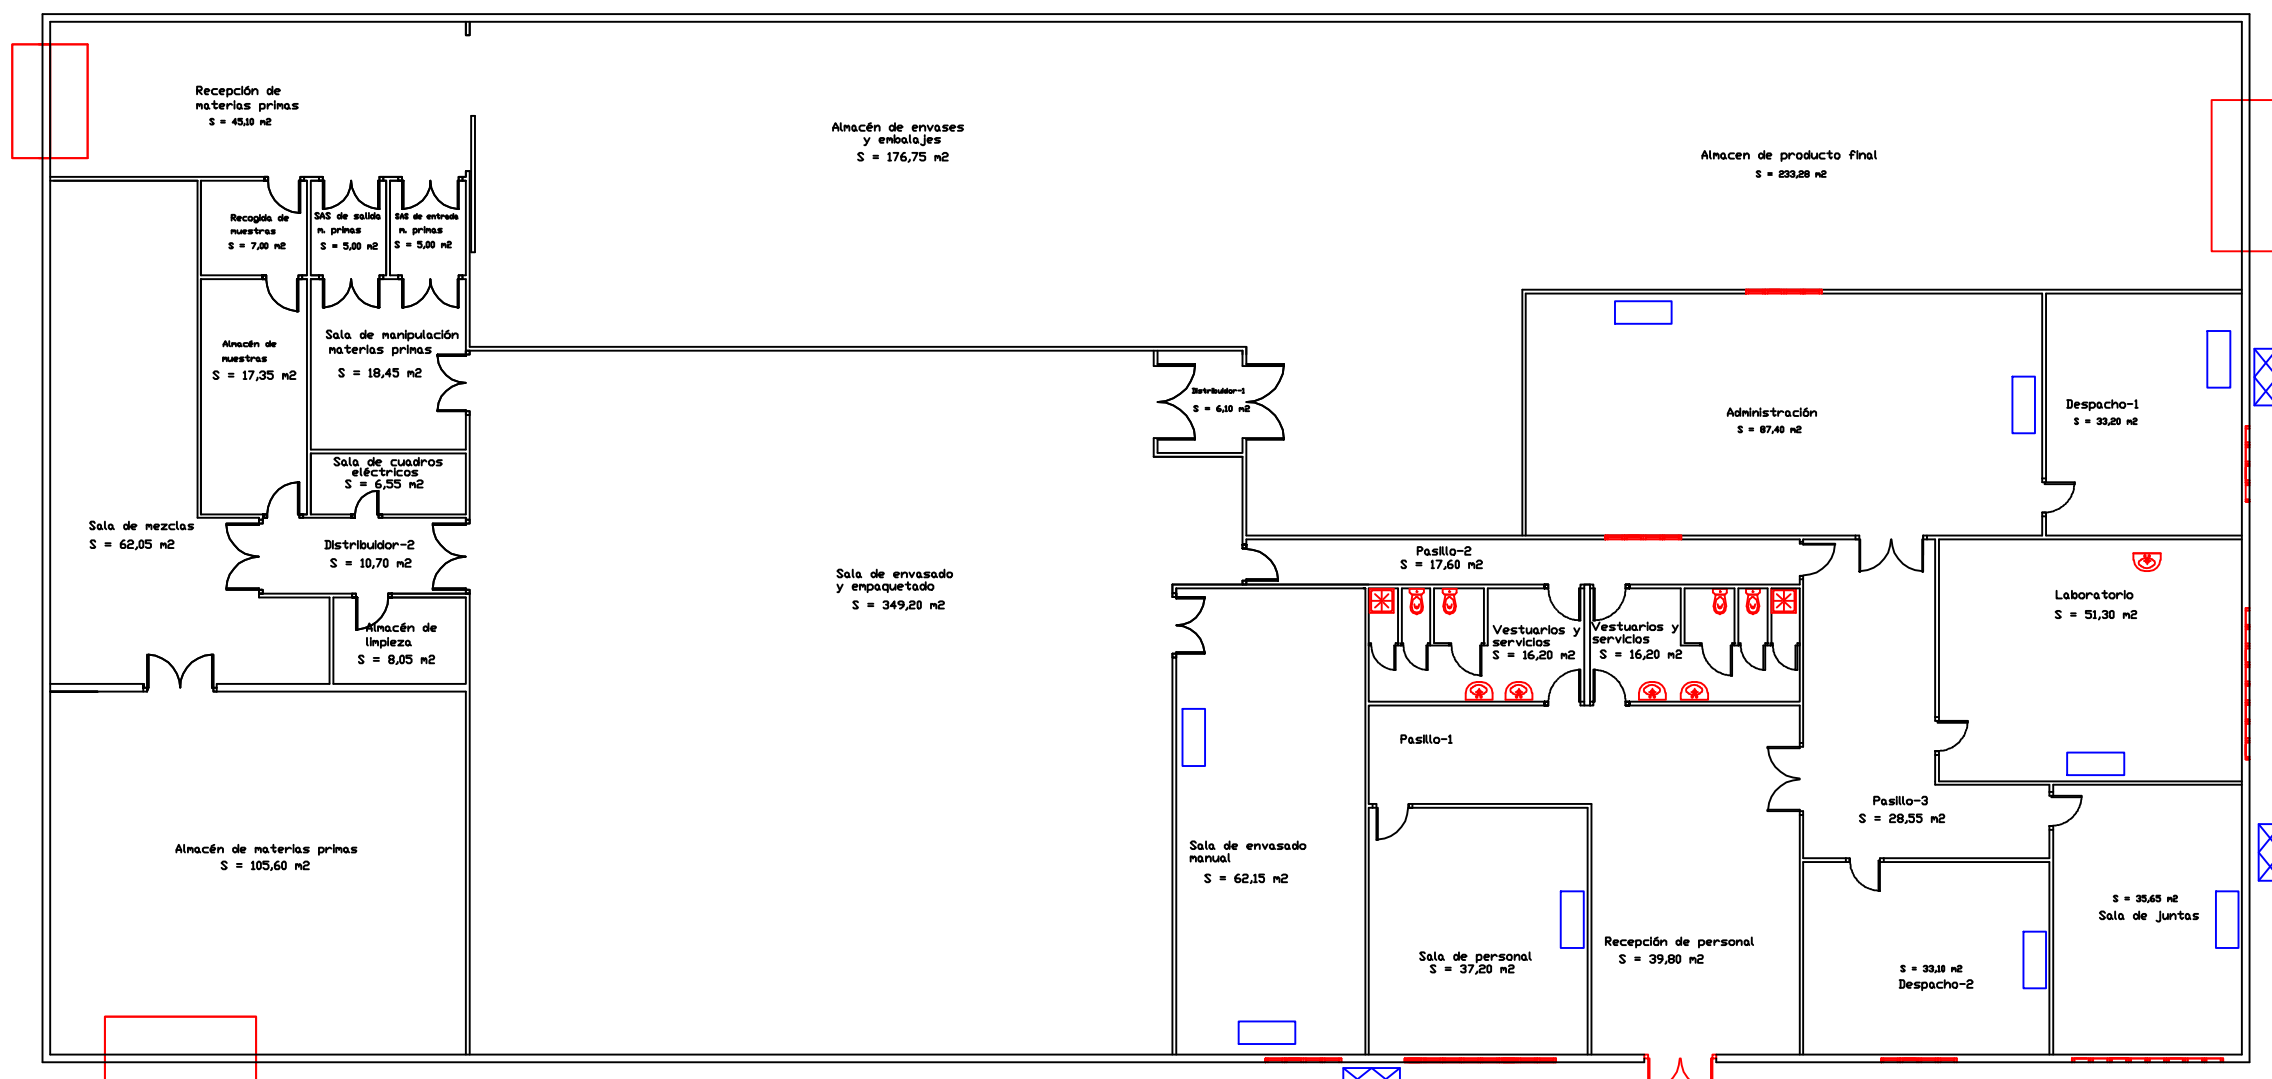 Recepción de
materias primas
S = 45,10 m2
Almacén de envases
y embalajes
S = 176,75 m2
Almacen de producto final
S = 233,28 m2
Recogida de
muestras
S = 7,00 m2
SAS de salida
m. primas
S = 5,00 m2
SAS de entrada
m. primas
S = 5,00 m2
Almacén de
muestras
S = 17,35 m2
Sala de manipulación
materias primas
S = 18,45 m2
Distribuidor-1
S = 6,10 m2
Administración
S = 87,40 m2
Despacho-1
S = 33,20 m2
Sala de cuadros
eléctricos
S = 6,55 m2
Sala de mezclas
S = 62,05 m2
Distribuidor-2
S = 10,70 m2
Sala de envasado
y empaquetado
S = 349,20 m2
Pasillo-2
S = 17,60 m2
Almacén de
limpieza
S = 8,05 m2
Vestuarios y
servicios
S = 16,20 m2
Vestuarios y
servicios
S = 16,20 m2
Laboratorio
S = 51,30 m2
Pasillo-1
Pasillo-3
S = 28,55 m2
Almacén de materias primas
S = 105,60 m2
Sala de envasado
manual
S = 62,15 m2
Sala de personal
S = 37,20 m2
Recepción de personal
S = 39,80 m2
S = 33,10 m2
Despacho-2
S = 35,65 m2
Sala de juntas